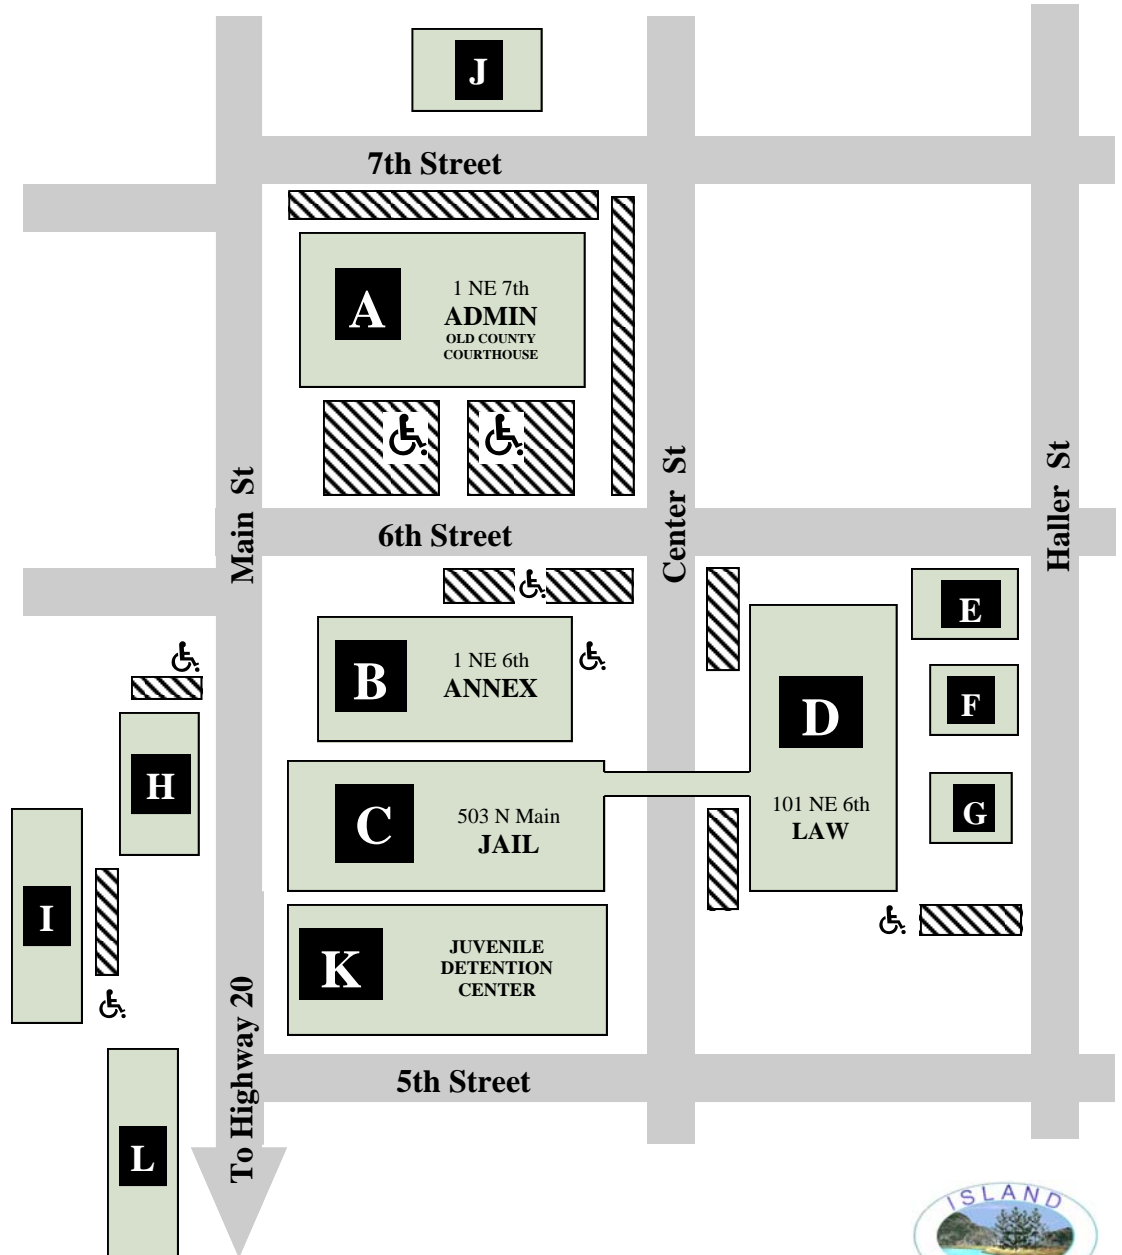 J
7th Street
A
1 NE 7th
ADMIN
OLD COUNTY
COURTHOUSE
Main St
Center St
Haller St
6th Street
B
1 NE 6th
ANNEX
D
101 NE 6th
LAW
E
F
G
H
C
503 N Main
JAIL
I
K
JUVENILE
DETENTION
CENTER
To Highway 20
5th Street
L
ISLAND